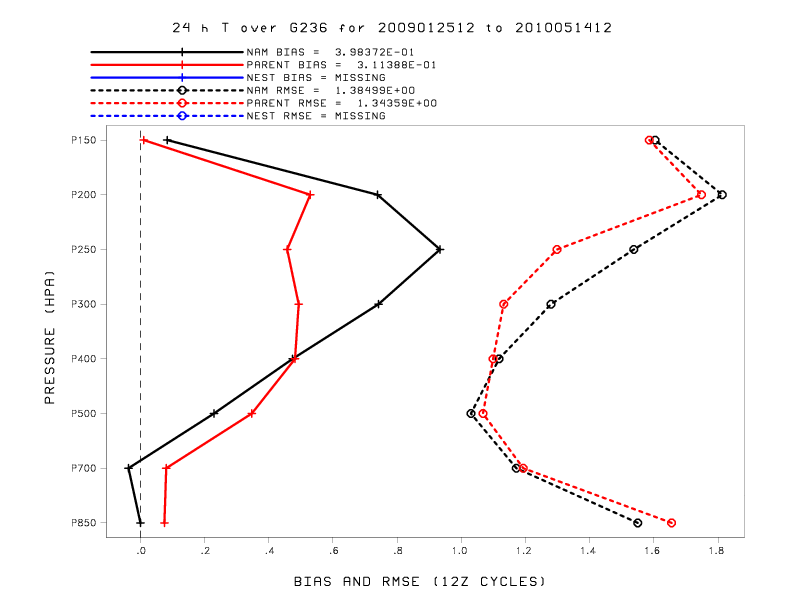 24 h T over G236 for 2009012512 to 2010051412
NAM BIAS = 3.98372E-01
PARENT BIAS = 3.11388E-01
NEST BIAS = MISSING
NAM RMSE = 1.38499E+00
PARENT RMSE = 1.34359E+00
NEST RMSE = MISSING
P150
P200
P250
P300
P400
P500
P700
P850
PRESSURE (HPA)
.0 .2 .4 .6 .8 1.0 1.2 1.4 1.6 1.8
BIAS AND RMSE (12Z CYCLES)